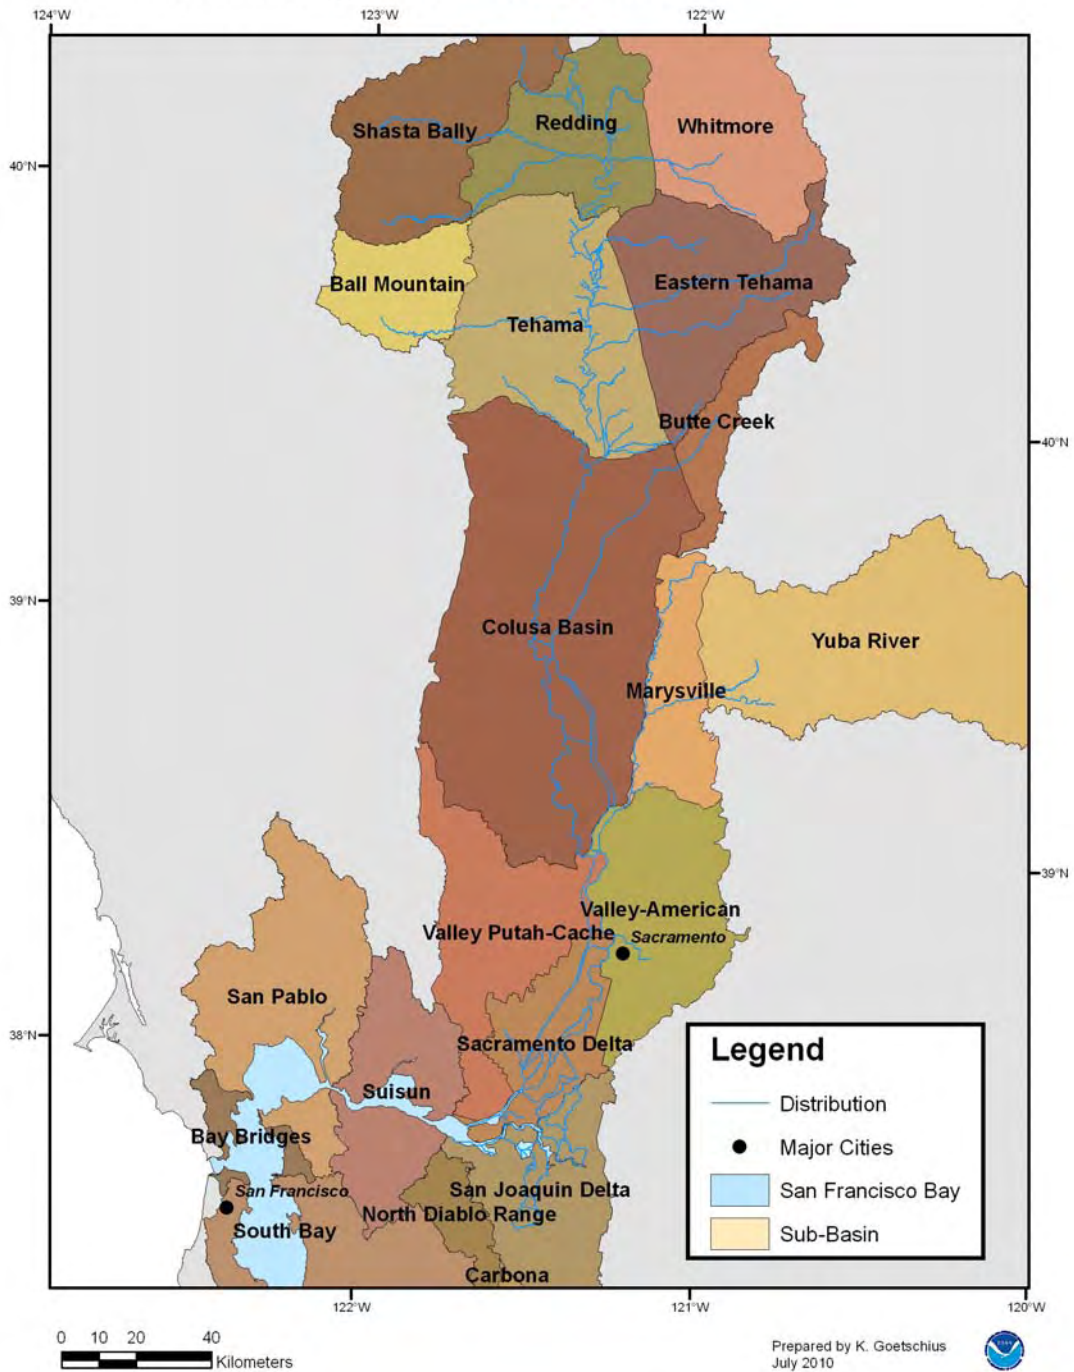 124°W 123°W 122°W
Shasta Bally
Redding
Whitmore
40°N
Ball Mountain
Eastern Tehama
Tehama
Butte Creek
40°N
39°N
Colusa Basin
Yuba River
Marysville
39°N
Valley-American
Valley Putah-Cache
Sacramento
San Pablo
38°N
Sacramento Delta
Legend
Suisun
Distribution
Bay Bridges
Major Cities
San Francisco
San Joaquin Delta
San Francisco Bay
North Diablo Range
South Bay
Sub-Basin
Carbona
122°W 121°W 120°W
0 10 20 40
Kilometers
Prepared by K. Goetschius
July 2010